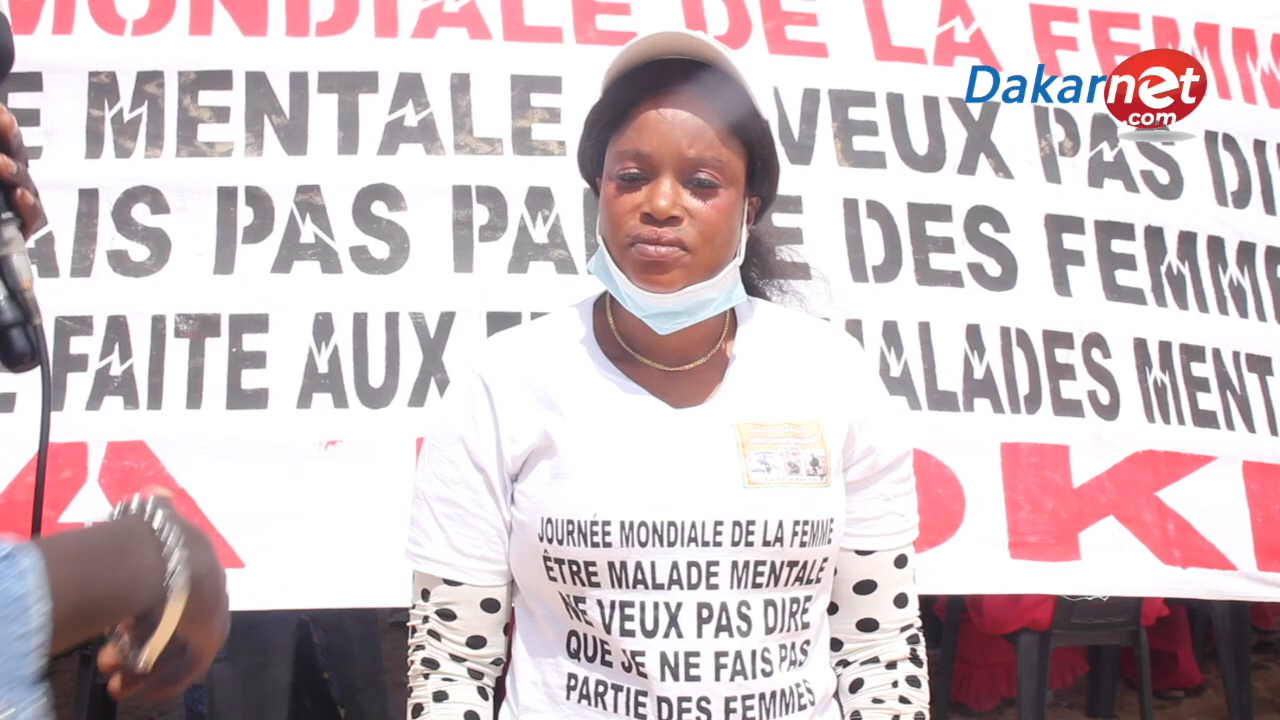 MONDIALE DE LA FEMM
E MENTALE VEUX PAS DI
AIS PAS PA E DES FEMME
FAITE AUX MALADES MENT
Dakarnet
.com
JOURNÉE MONDIALE DE LA FEMME
ÊTRE MALADE MENTALE
NE VEUX PAS DIRE
QUE JE NE FAIS PAS
PARTIE DES FEMMES